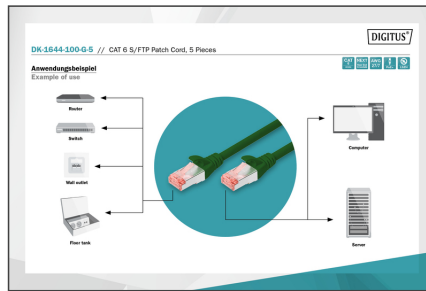 DIGITUS®
DK-1644-100-G-5 // CAT 6 S/FTP Patch Cord, 5 Pieces
Anwendungsbeispiel
Example of use
Router
Switch
Wall outlet
Floor tank
Computer
Server